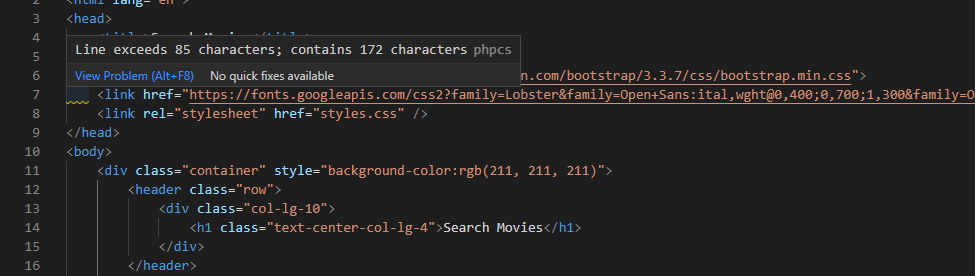 2 <html lang="en">
3 <head>
4
Line exceeds 85 characters; contains 172 characters phpcs
5
View Problem (Alt+F8) No quick fixes available
6 n.com/bootstrap/3.3.7/css/bootstrap.min.css">
7 <link href="https://fonts.googleapis.com/css2?family=Lobster&family=Open+Sans:ital,wght@0,400;0,700;1,300&family=O
8 <link rel="stylesheet" href="styles.css" />
9 </head>
10 <body>
11 <div class="container" style="background-color:rgb(211, 211, 211)">
12 <header class="row">
13 <div class="col-lg-10">
14 <h1 class="text-center-col-lg-4">Search Movies</h1>
15 </div>
16 </header>